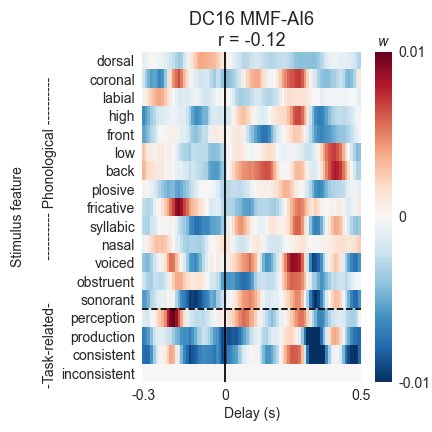 DC16 MMF-AI6
r = -0.12
w
Stimulus feature
---------- Phonological ----------
-Task-related-
dorsal
coronal
labial
high
front
low
back
plosive
fricative
syllabic
nasal
voiced
obstruent
sonorant
perception
production
consistent
inconsistent
0.01
0
-0.01
-0.3
0
0.5
Delay (s)